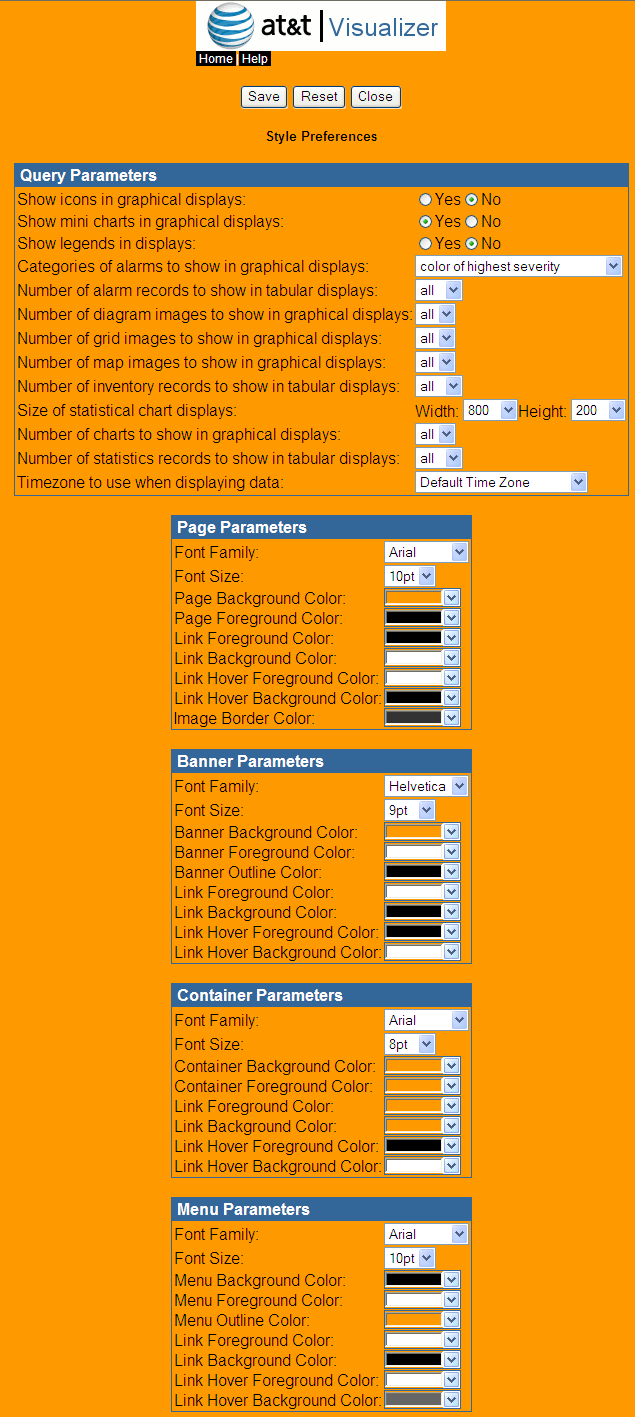 at&t | Visualizer
Home Help
Save Reset Close
Style Preferences
Query Parameters
Show icons in graphical displays: Yes No
Show mini charts in graphical displays: Yes No
Show legends in displays: Yes No
Categories of alarms to show in graphical displays: color of highest severity
Number of alarm records to show in tabular displays: all
Number of diagram images to show in graphical displays: all
Number of grid images to show in graphical displays: all
Number of map images to show in graphical displays: all
Number of inventory records to show in tabular displays: all
Size of statistical chart displays: Width: 800 Height: 200
Number of charts to show in graphical displays: all
Number of statistics records to show in tabular displays: all
Timezone to use when displaying data: Default Time Zone
Page Parameters
Font Family: Arial
Font Size: 10pt
Page Background Color:
Page Foreground Color:
Link Foreground Color:
Link Background Color:
Link Hover Foreground Color:
Link Hover Background Color:
Image Border Color:
Banner Parameters
Font Family: Helvetica
Font Size: 9pt
Banner Background Color:
Banner Foreground Color:
Banner Outline Color:
Link Foreground Color:
Link Background Color:
Link Hover Foreground Color:
Link Hover Background Color:
Container Parameters
Font Family: Arial
Font Size: 8pt
Container Background Color:
Container Foreground Color:
Link Foreground Color:
Link Background Color:
Link Hover Foreground Color:
Link Hover Background Color:
Menu Parameters
Font Family: Arial
Font Size: 10pt
Menu Background Color:
Menu Foreground Color:
Menu Outline Color:
Link Foreground Color:
Link Background Color:
Link Hover Foreground Color:
Link Hover Background Color: